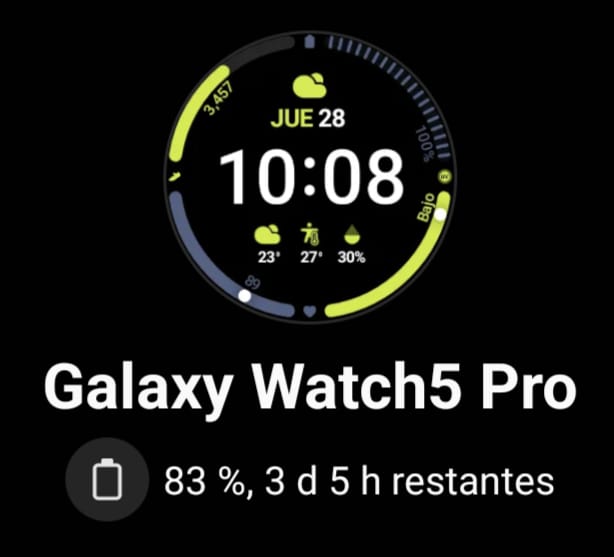 3,457
100%
JUE 28
10:08
Bajo
23° 27° 30%
89
Galaxy Watch5 Pro
83 %, 3 d 5 h restantes